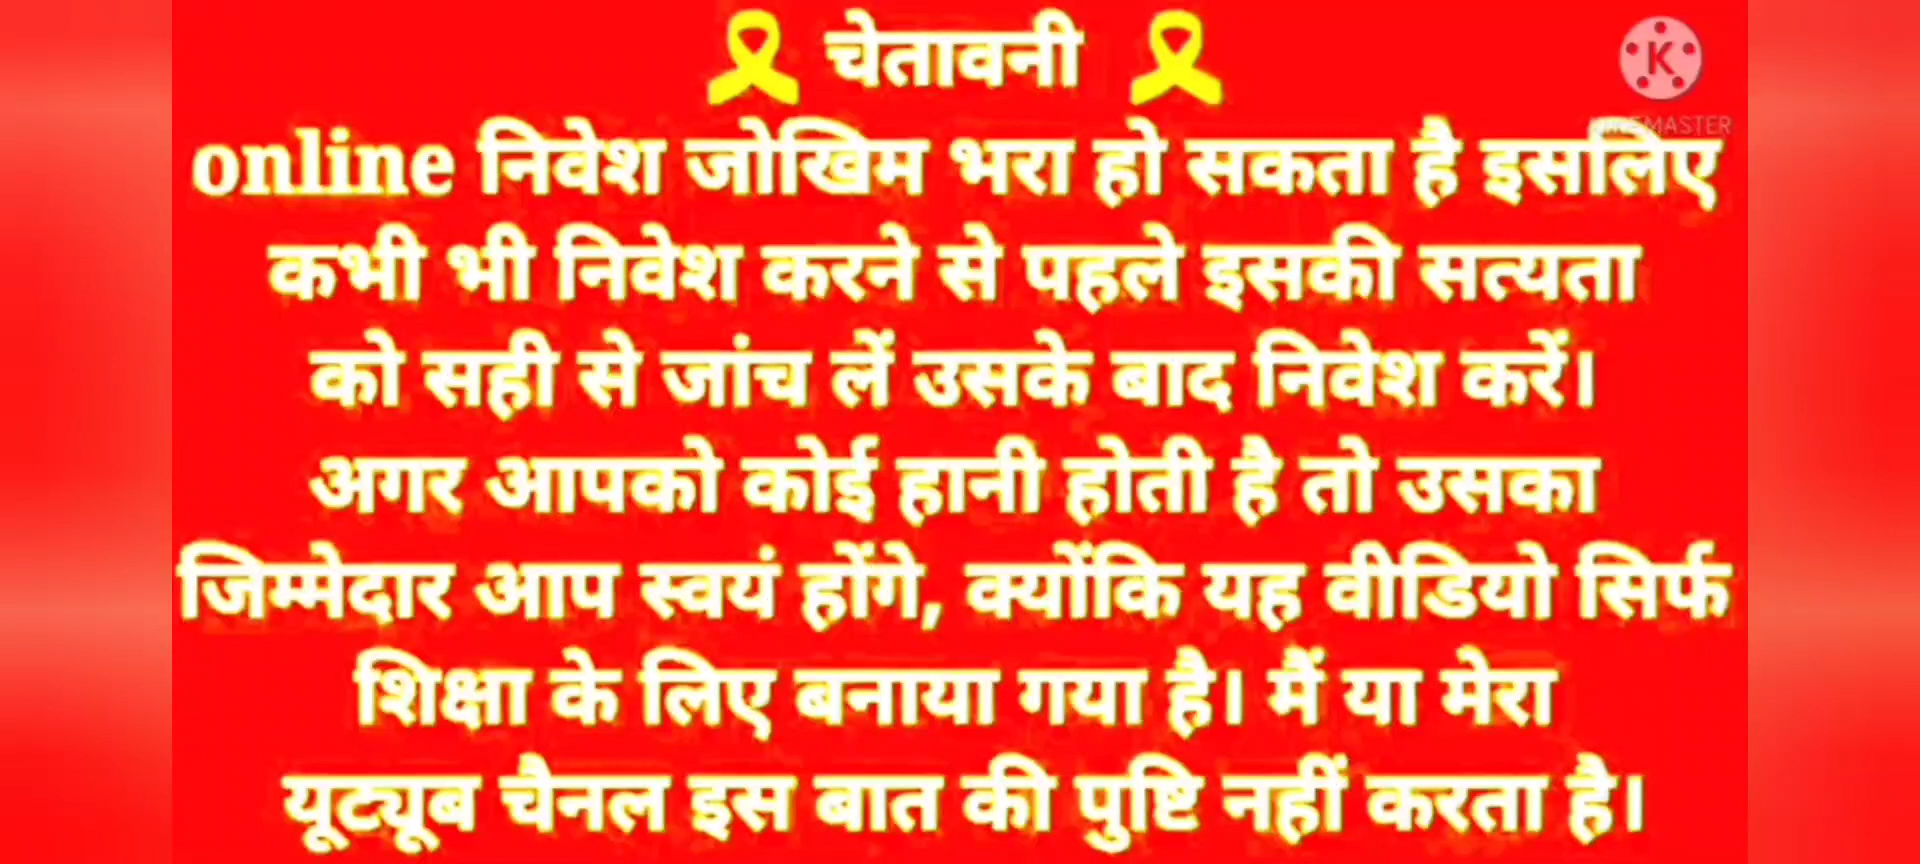 चेतावनी
K
KINEMASTER
online निवेश जोखिम भरा हो सकता है इसलिए
कभी भी निवेश करने से पहले इसकी सत्यता
को सही से जांच लें उसके बाद निवेश करें।
अगर आपको कोई हानी होती है तो उसका
जिम्मेदार आप स्वयं होंगे, क्योंकि यह वीडियो सिर्फ
शिक्षा के लिए बनाया गया है। मैं या मेरा
यूट्यूब चैनल इस बात की पुष्टि नहीं करता है।